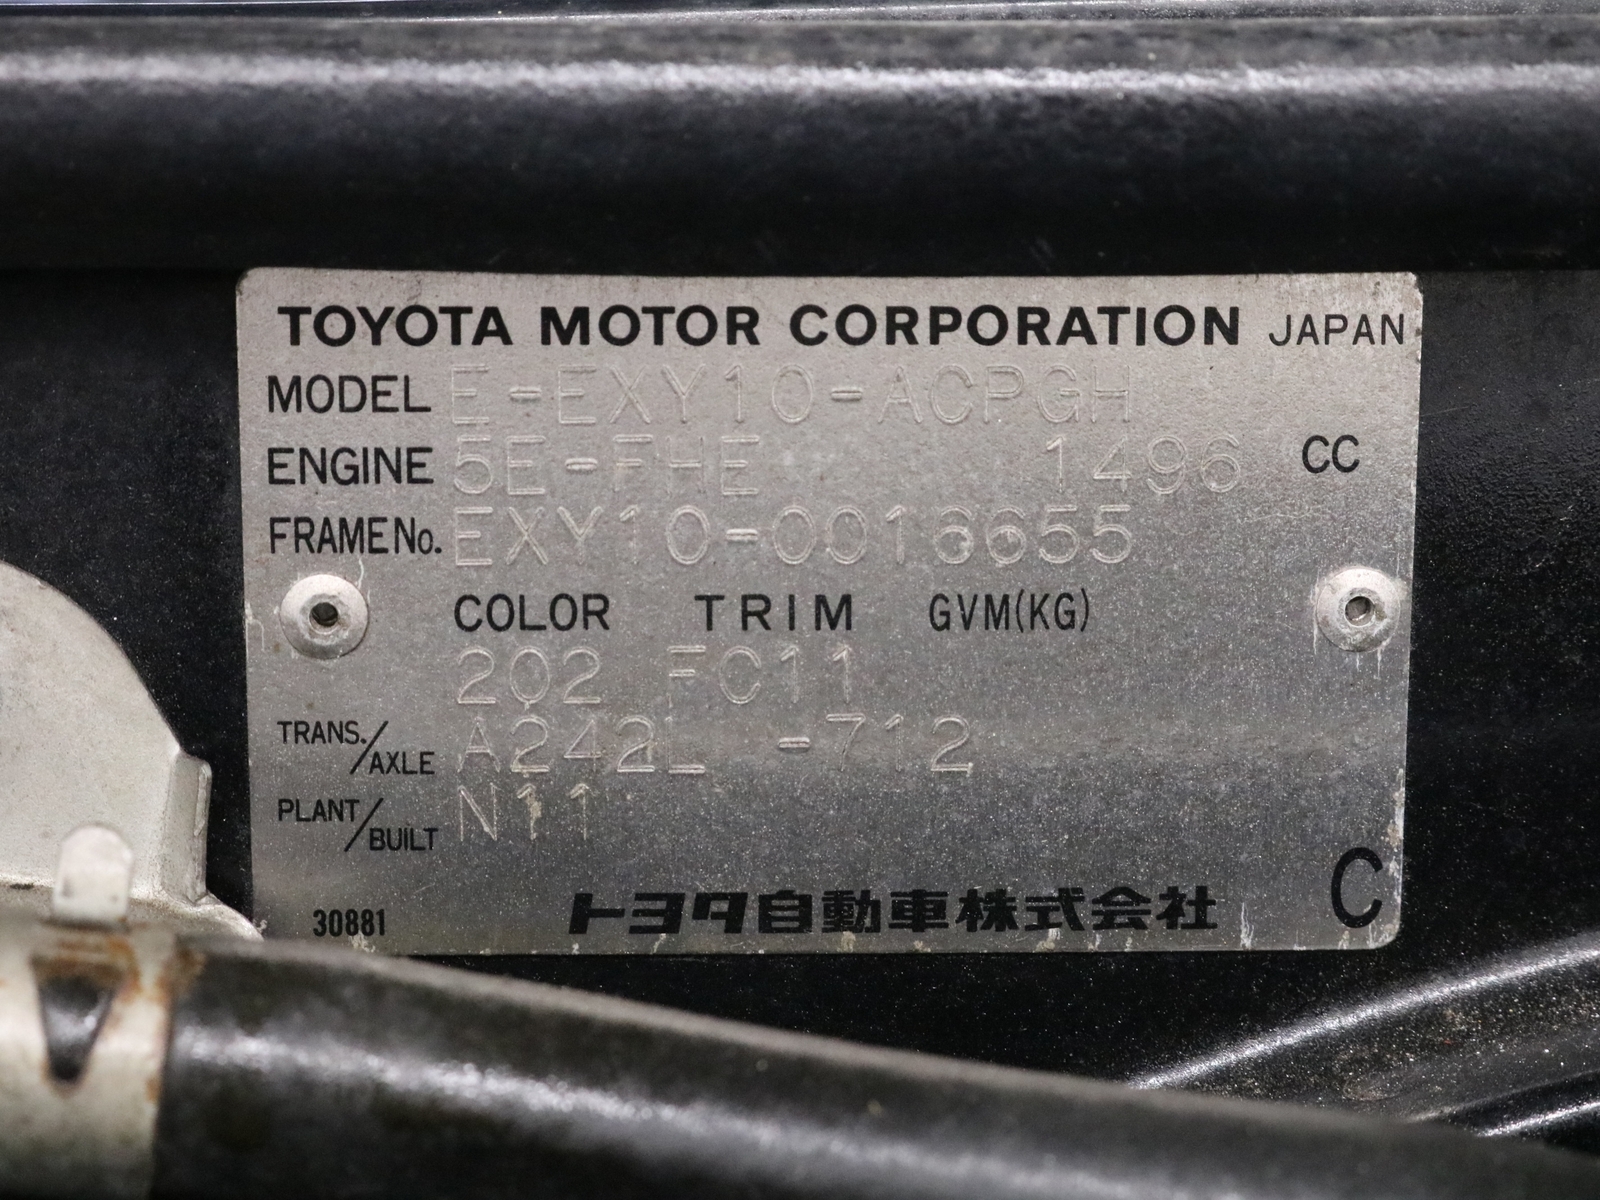 TOYOTA MOTOR CORPORATION JAPAN
MODEL E-EXY10-ACPGH
ENGINE 5E-FHE 1496 CC
FRAME No. EXY10-0016655
COLOR TRIM GVM(KG)
202 FC11
TRANS./AXLE A242L -712
PLANT/BUILT N11
30881 トヨタ自動車株式会社 C